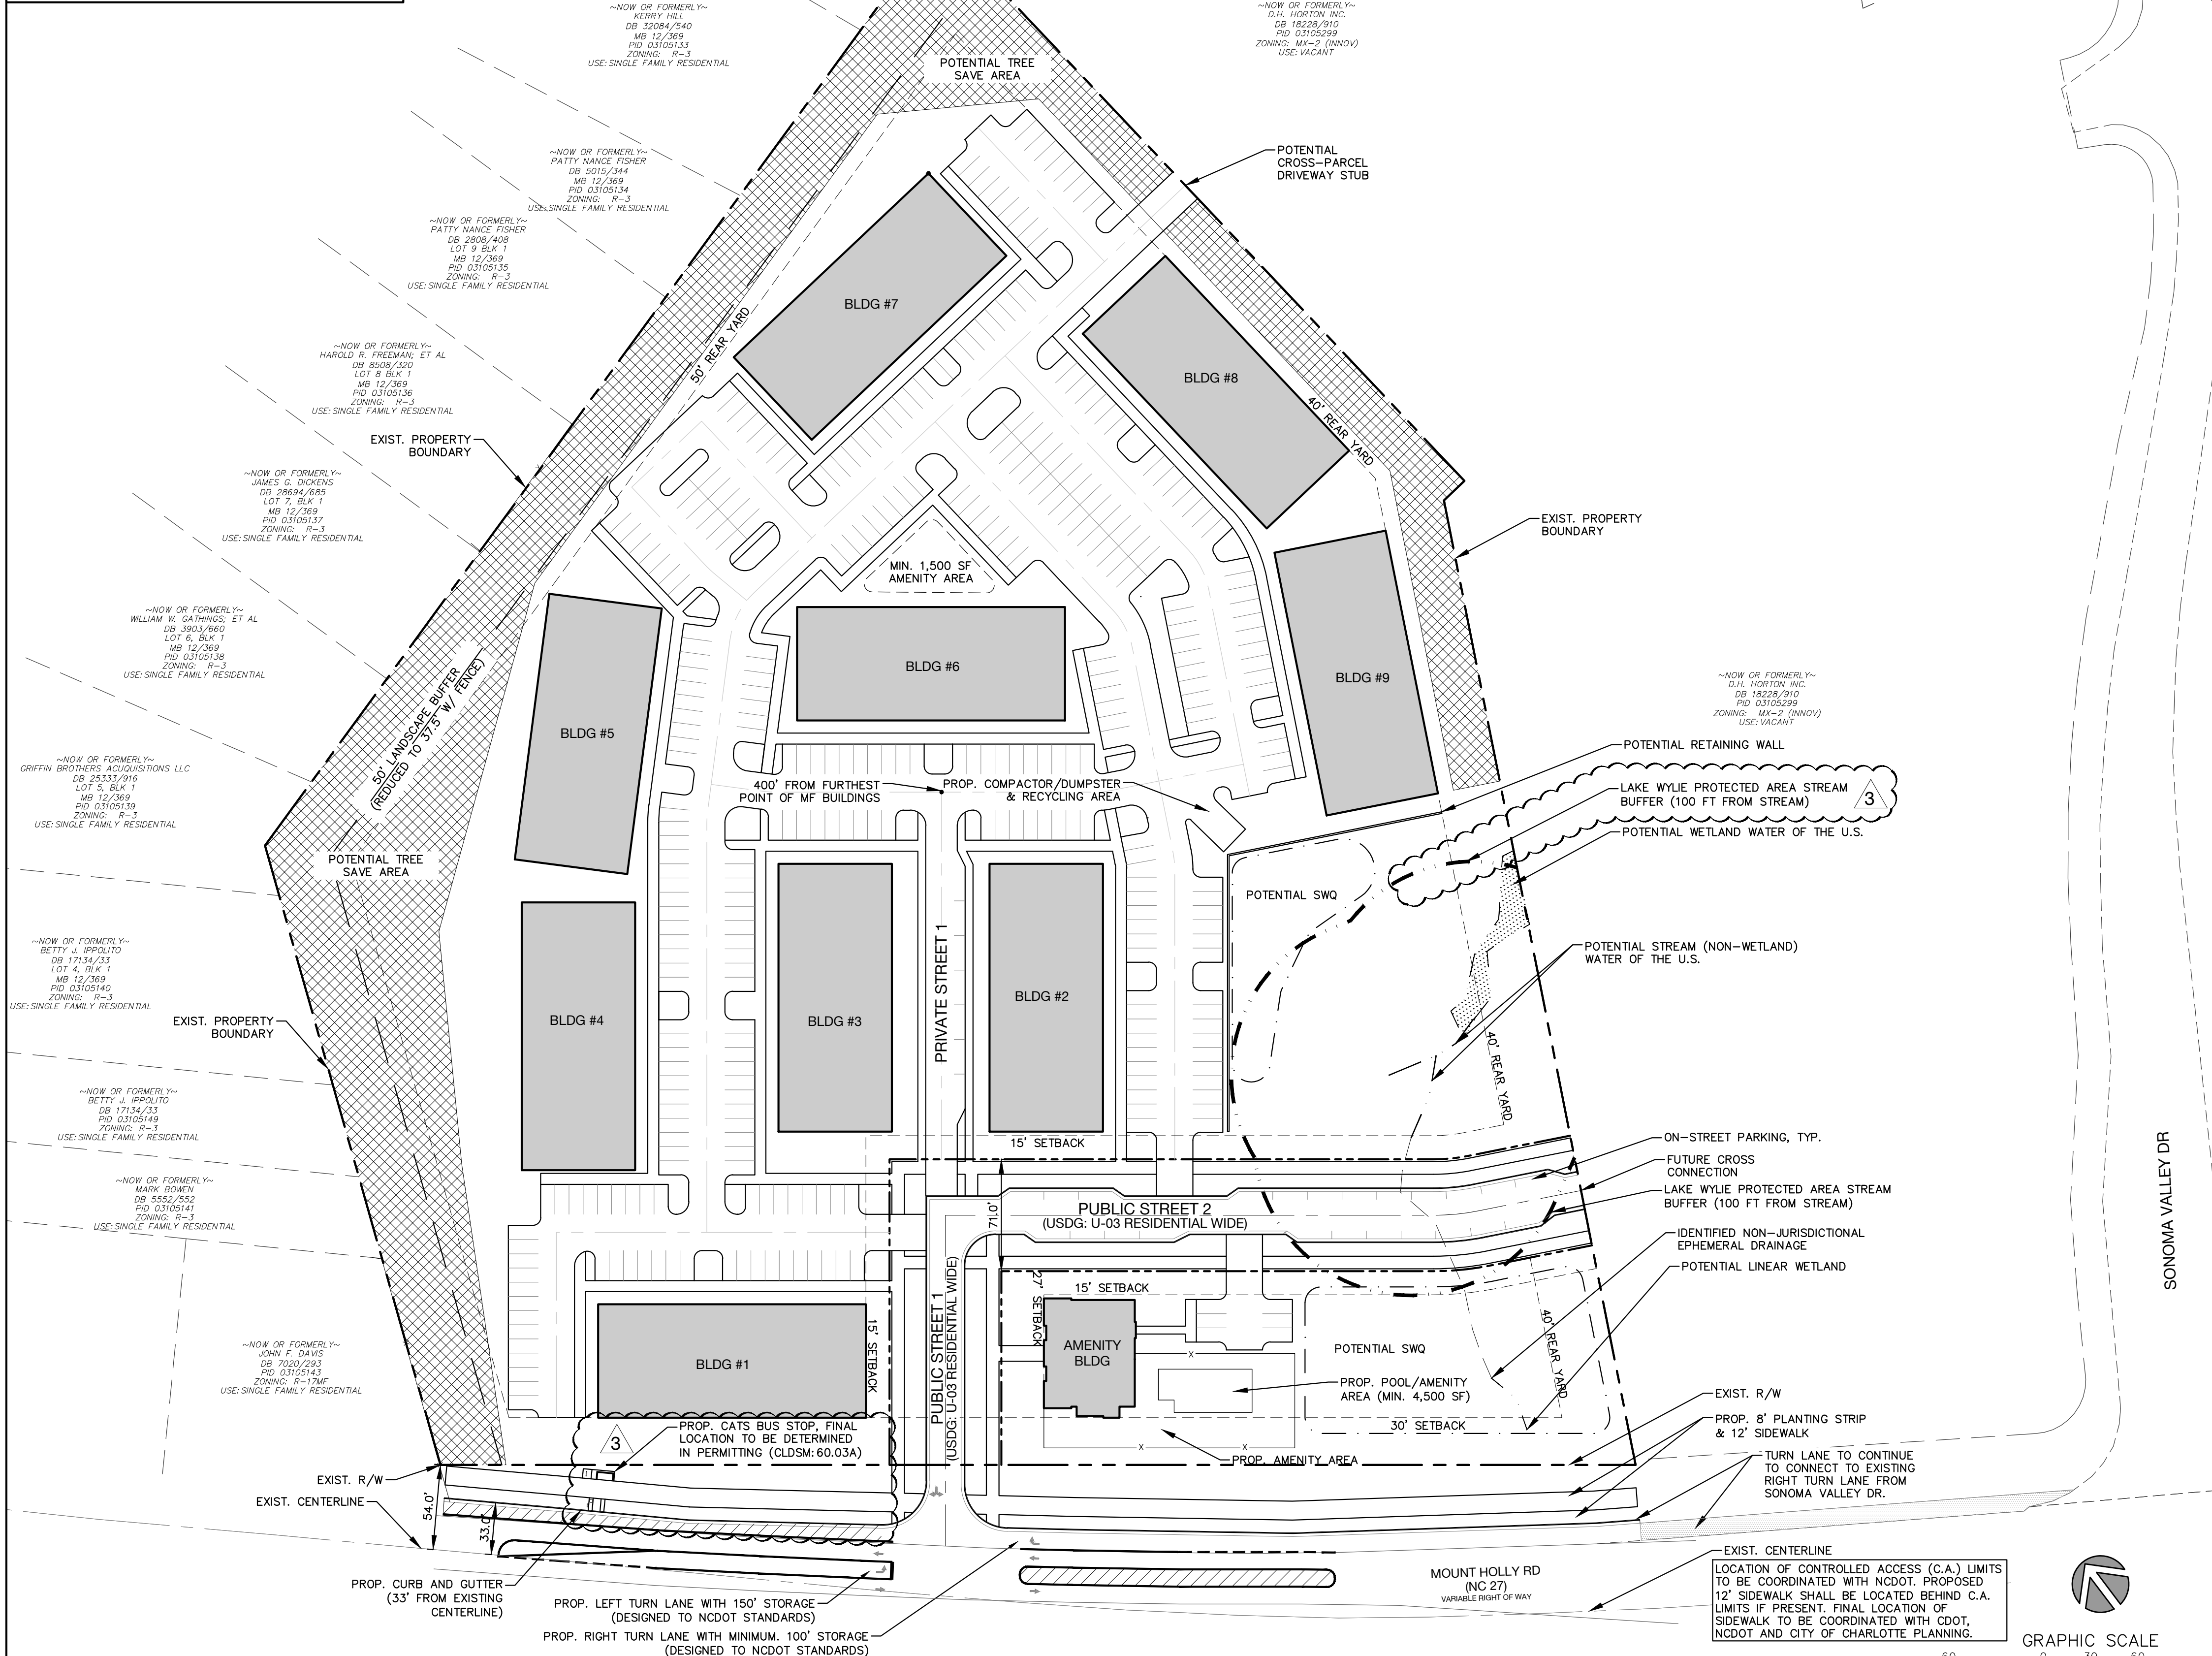 ~NOW OR FORMERLY~
KERRY HILL
DB 32084/540
MB 12/369
PID 03105133
ZONING: R-3
USE: SINGLE FAMILY RESIDENTIAL
~NOW OR FORMERLY~
D.H. HORTON INC.
DB 18228/910
PID 03105299
ZONING: MX-2 (INNOV)
USE: VACANT
POTENTIAL TREE
SAVE AREA
POTENTIAL
CROSS-PARCEL
DRIVEWAY STUB
~NOW OR FORMERLY~
PATTY NANCE FISHER
DB 5015/344
MB 12/369
PID 03105134
ZONING: R-3
USE: SINGLE FAMILY RESIDENTIAL
~NOW OR FORMERLY~
PATTY NANCE FISHER
DB 2808/408
LOT 9 BLK 1
MB 12/369
PID 03105135
ZONING: R-3
USE: SINGLE FAMILY RESIDENTIAL
BLDG #7
50' REAR YARD
BLDG #8
40' REAR YARD
~NOW OR FORMERLY~
HAROLD R. FREEMAN; ET AL
DB 8508/320
LOT 8 BLK 1
MB 12/369
PID 03105136
ZONING: R-3
USE: SINGLE FAMILY RESIDENTIAL
EXIST. PROPERTY
BOUNDARY
~NOW OR FORMERLY~
JAMES G. DICKENS
DB 28694/685
LOT 7, BLK 1
MB 12/369
PID 03105137
ZONING: R-3
USE: SINGLE FAMILY RESIDENTIAL
EXIST. PROPERTY
BOUNDARY
MIN. 1,500 SF
AMENITY AREA
~NOW OR FORMERLY~
WILLIAM W. GATHINGS; ET AL
DB 3903/660
LOT 6, BLK 1
MB 12/369
PID 03105138
ZONING: R-3
USE: SINGLE FAMILY RESIDENTIAL
50' LANDSCAPE BUFFER
(REDUCED TO 37.5' W/ FENCE)
BLDG #6
BLDG #9
BLDG #5
~NOW OR FORMERLY~
D.H. HORTON INC.
DB 18228/910
PID 03105299
ZONING: MX-2 (INNOV)
USE: VACANT
POTENTIAL RETAINING WALL
~NOW OR FORMERLY~
GRIFFIN BROTHERS ACUQUISITIONS LLC
DB 25333/916
LOT 5, BLK 1
MB 12/369
PID 03105139
ZONING: R-3
USE: SINGLE FAMILY RESIDENTIAL
400' FROM FURTHEST
POINT OF MF BUILDINGS
PROP. COMPACTOR/DUMPSTER
& RECYCLING AREA
LAKE WYLIE PROTECTED AREA STREAM
BUFFER (100 FT FROM STREAM)
3
POTENTIAL WETLAND WATER OF THE U.S.
POTENTIAL TREE
SAVE AREA
POTENTIAL SWQ
~NOW OR FORMERLY~
BETTY J. IPPOLITO
DB 17134/33
LOT 4, BLK 1
MB 12/369
PID 03105140
ZONING: R-3
USE: SINGLE FAMILY RESIDENTIAL
POTENTIAL STREAM (NON-WETLAND)
WATER OF THE U.S.
EXIST. PROPERTY
BOUNDARY
BLDG #4
BLDG #3
PRIVATE STREET 1
BLDG #2
40' REAR YARD
~NOW OR FORMERLY~
BETTY J. IPPOLITO
DB 17134/33
PID 03105149
ZONING: R-3
USE: SINGLE FAMILY RESIDENTIAL
15' SETBACK
ON-STREET PARKING, TYP.
FUTURE CROSS
CONNECTION
LAKE WYLIE PROTECTED AREA STREAM
BUFFER (100 FT FROM STREAM)
IDENTIFIED NON-JURISDICTIONAL
EPHEMERAL DRAINAGE
POTENTIAL LINEAR WETLAND
SONOMA VALLEY DR
~NOW OR FORMERLY~
MARK BOWEN
DB 5552/552
PID 03105141
ZONING: R-3
USE: SINGLE FAMILY RESIDENTIAL
71.0'
PUBLIC STREET 2
(USDG: U-03 RESIDENTIAL WIDE)
PUBLIC STREET 1
(USDG: U-03 RESIDENTIAL WIDE)
27' SETBACK
15' SETBACK
15' SETBACK
AMENITY
BLDG
X
POTENTIAL SWQ
40' REAR YARD
~NOW OR FORMERLY~
JOHN F. DAVIS
DB 7020/293
PID 03105143
ZONING: R-17MF
USE: SINGLE FAMILY RESIDENTIAL
BLDG #1
PROP. POOL/AMENITY
AREA (MIN. 4,500 SF)
30' SETBACK
EXIST. R/W
PROP. 8' PLANTING STRIP
& 12' SIDEWALK
3
PROP. CATS BUS STOP, FINAL
LOCATION TO BE DETERMINED
IN PERMITTING (CLDSM: 60.03A)
X
X
PROP. AMENITY AREA
TURN LANE TO CONTINUE
TO CONNECT TO EXISTING
RIGHT TURN LANE FROM
SONOMA VALLEY DR.
EXIST. R/W
EXIST. CENTERLINE
54.0'
33.0'
EXIST. CENTERLINE
PROP. CURB AND GUTTER
(33' FROM EXISTING
CENTERLINE)
PROP. LEFT TURN LANE WITH 150' STORAGE
(DESIGNED TO NCDOT STANDARDS)
PROP. RIGHT TURN LANE WITH MINIMUM. 100' STORAGE
(DESIGNED TO NCDOT STANDARDS)
MOUNT HOLLY RD
(NC 27)
VARIABLE RIGHT OF WAY
LOCATION OF CONTROLLED ACCESS (C.A.) LIMITS
TO BE COORDINATED WITH NCDOT. PROPOSED
12' SIDEWALK SHALL BE LOCATED BEHIND C.A.
LIMITS IF PRESENT. FINAL LOCATION OF
SIDEWALK TO BE COORDINATED WITH CDOT,
NCDOT AND CITY OF CHARLOTTE PLANNING.
GRAPHIC SCALE
60 0 30 60